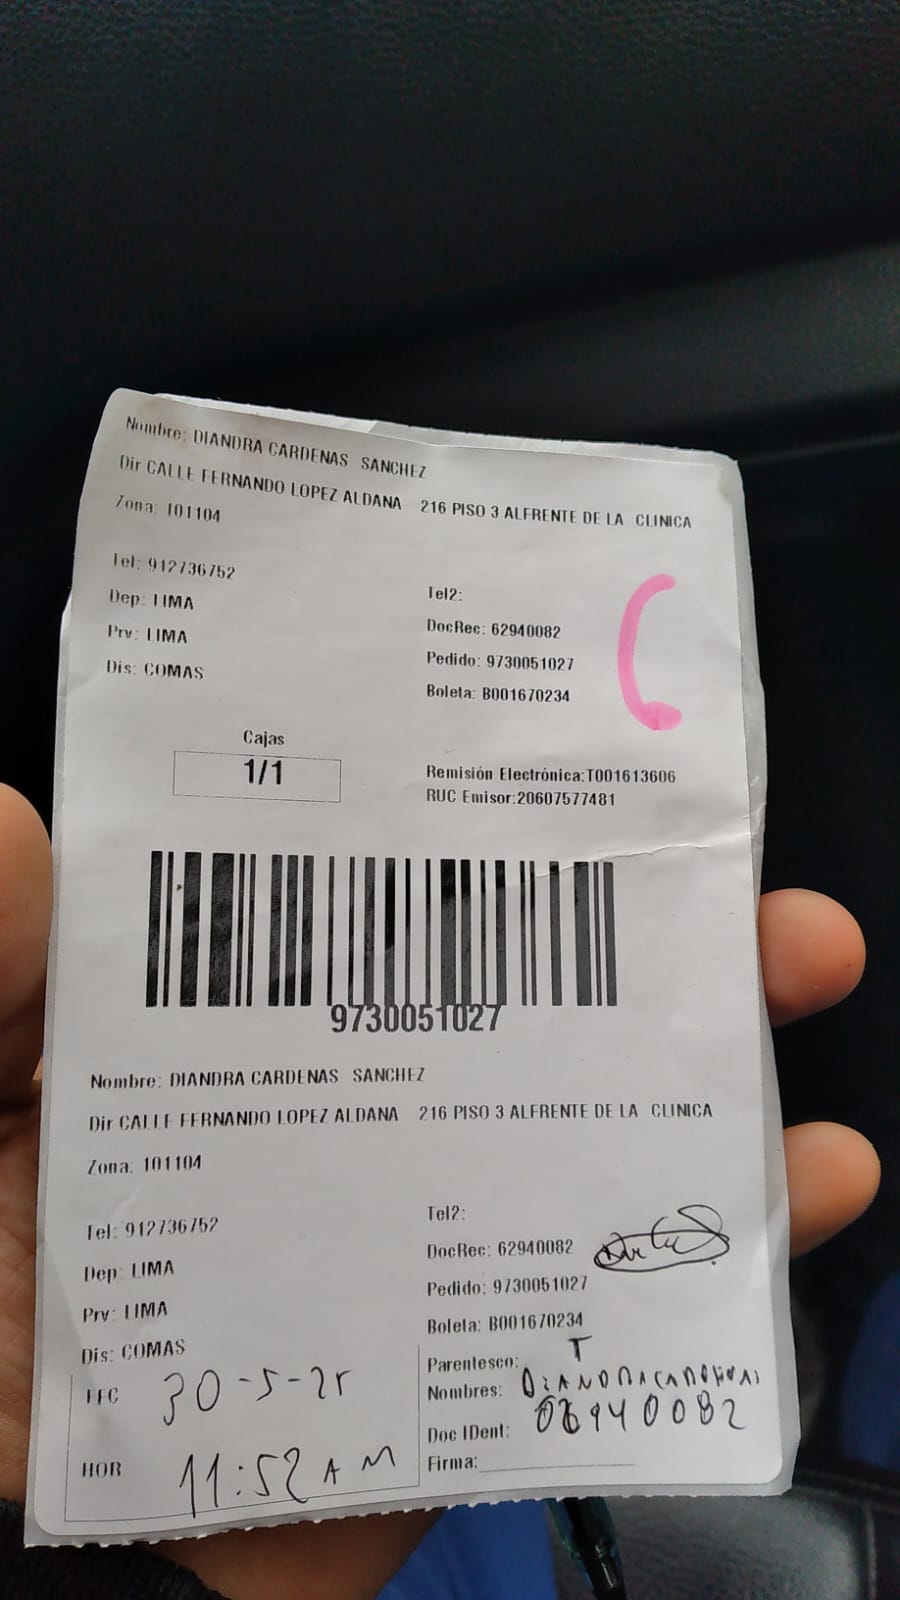 Nombre: DIANDRA CARDENAS SANCHEZ
Dir CALLE FERNANDO LOPEZ ALDANA 216 PISO 3 ALFRENTE DE LA CLINICA
Zona: 101104
Tel: 912736752
Tel2:
Dep: LIMA
DocRec: 62940082
Prv: LIMA
Pedido: 9730051027
Dis: COMAS
Boleta: B001670234
Cajas
1/1
Remisión Electrónica:T001613606
RUC Emisor:20607577481
9730051027
Nombre: DIANDRA CARDENAS SANCHEZ
Dir CALLE FERNANDO LOPEZ ALDANA 216 PISO 3 ALFRENTE DE LA CLINICA
Zona: 101104
Tel: 912736752
Tel2:
Dep: LIMA
DocRec: 62940082
Prv: LIMA
Pedido: 9730051027
Dis: COMAS
Boleta: B001670234
Parentesco: T
FEC 30-5-25
Nombres: DIANDRA CARDENAS
Doc IDent:
HOR 11:52 AM
Firma: